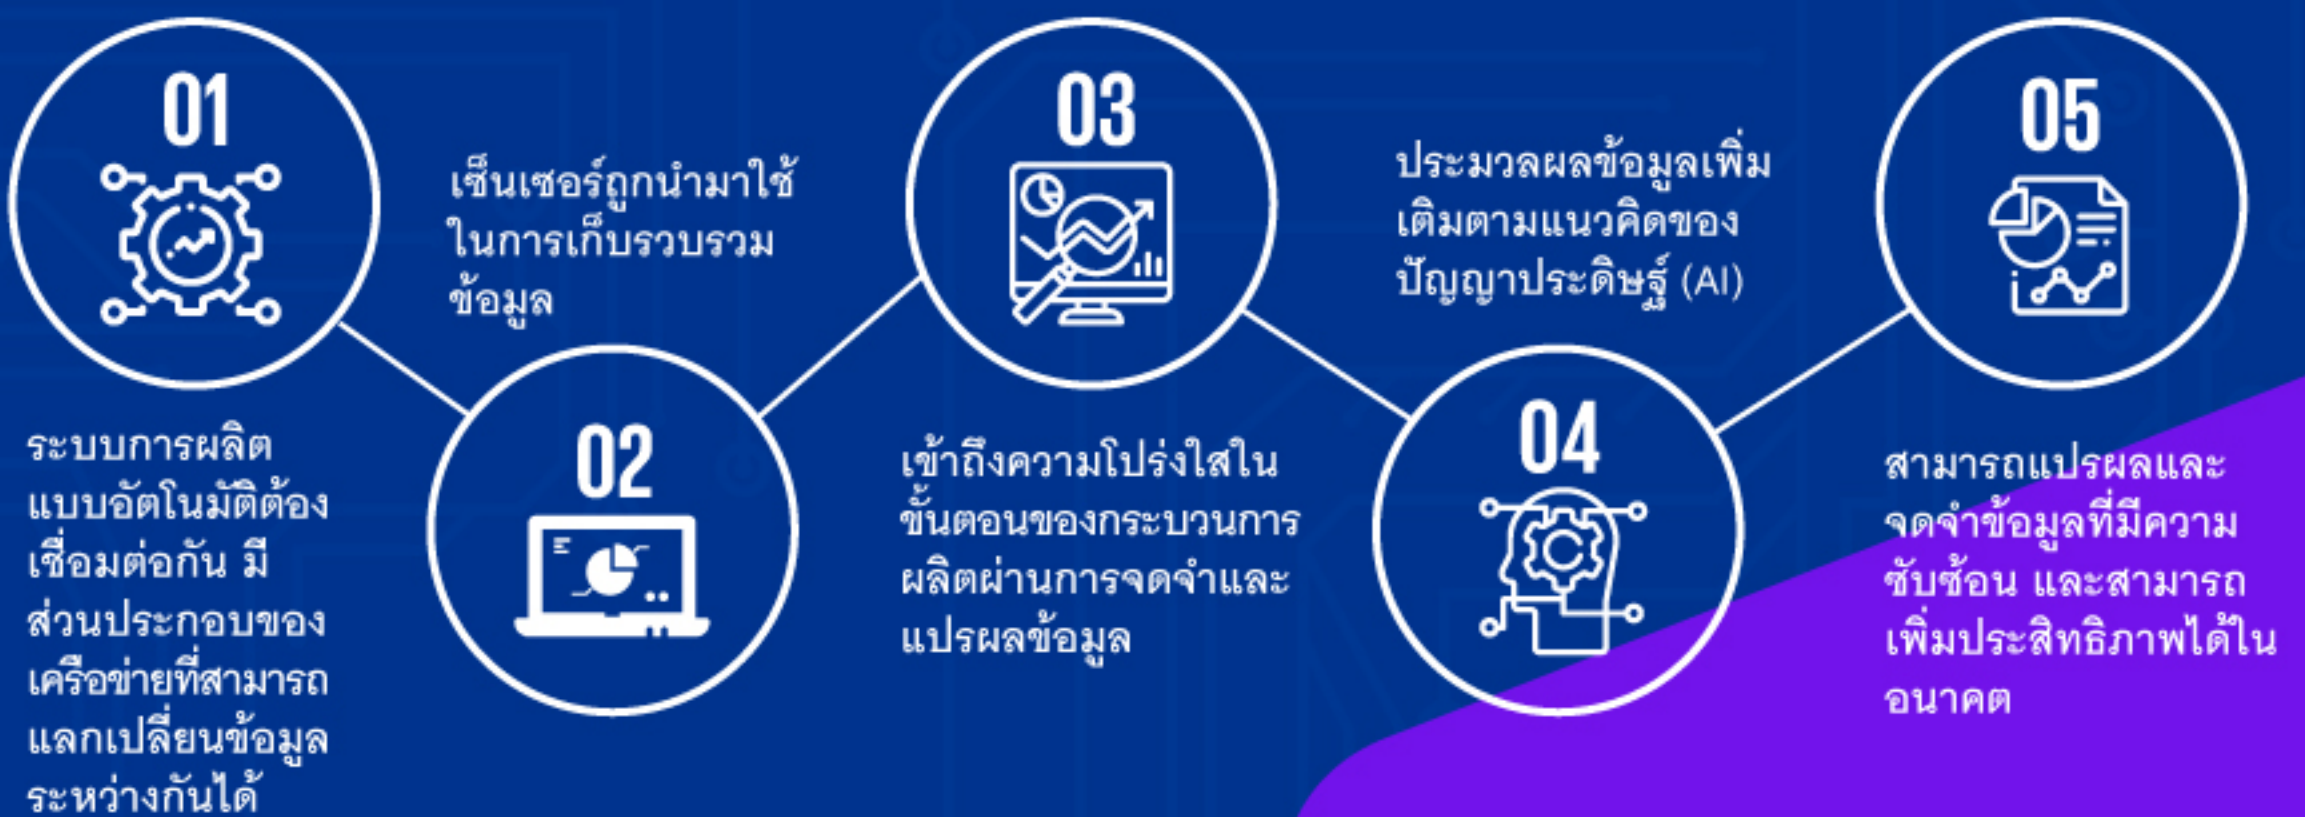 01
ระบบการผลิต
แบบอัตโนมัติต้อง
เชื่อมต่อกัน มี
ส่วนประกอบของ
เครือข่ายที่สามารถ
แลกเปลี่ยนข้อมูล
ระหว่างกันได้
เซ็นเซอร์ถูกนำมาใช้
ในการเก็บรวบรวม
ข้อมูล
02
03
เข้าถึงความโปร่งใสใน
ขั้นตอนของกระบวนการ
ผลิตผ่านการจดจำและ
แปรผลข้อมูล
ประมวลผลข้อมูลเพิ่ม
เติมตามแนวคิดของ
ปัญญาประดิษฐ์ (AI)
04
05
สามารถแปรผลและ
จดจำข้อมูลที่มีความ
ซับซ้อน และสามารถ
เพิ่มประสิทธิภาพได้ใน
อนาคต